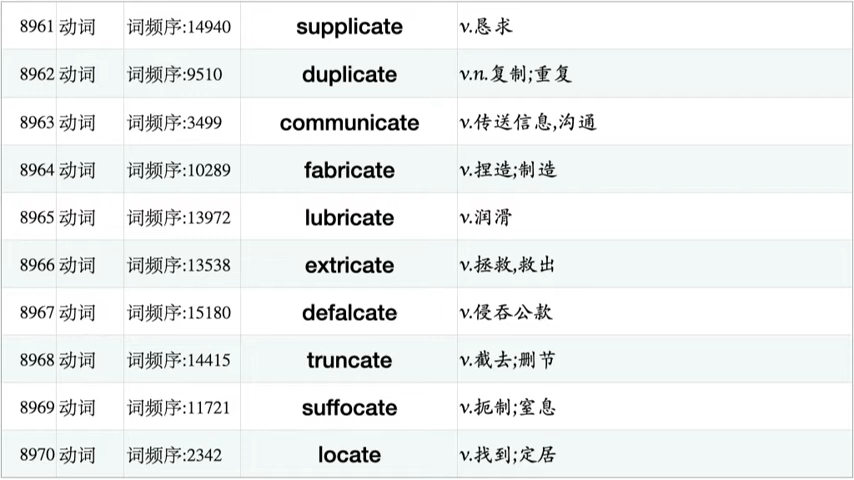 8961 动词 词频序:14940 supplicate v.恳求
8962 动词 词频序:9510 duplicate v.n.复制;重复
8963 动词 词频序:3499 communicate v.传送信息,沟通
8964 动词 词频序:10289 fabricate v.捏造;制造
8965 动词 词频序:13972 lubricate v.润滑
8966 动词 词频序:13538 extricate v.拯救,救出
8967 动词 词频序:15180 defalcate v.侵吞公款
8968 动词 词频序:14415 truncate v.截去;删节
8969 动词 词频序:11721 suffocate v.扼制;窒息
8970 动词 词频序:2342 locate v.找到;定居